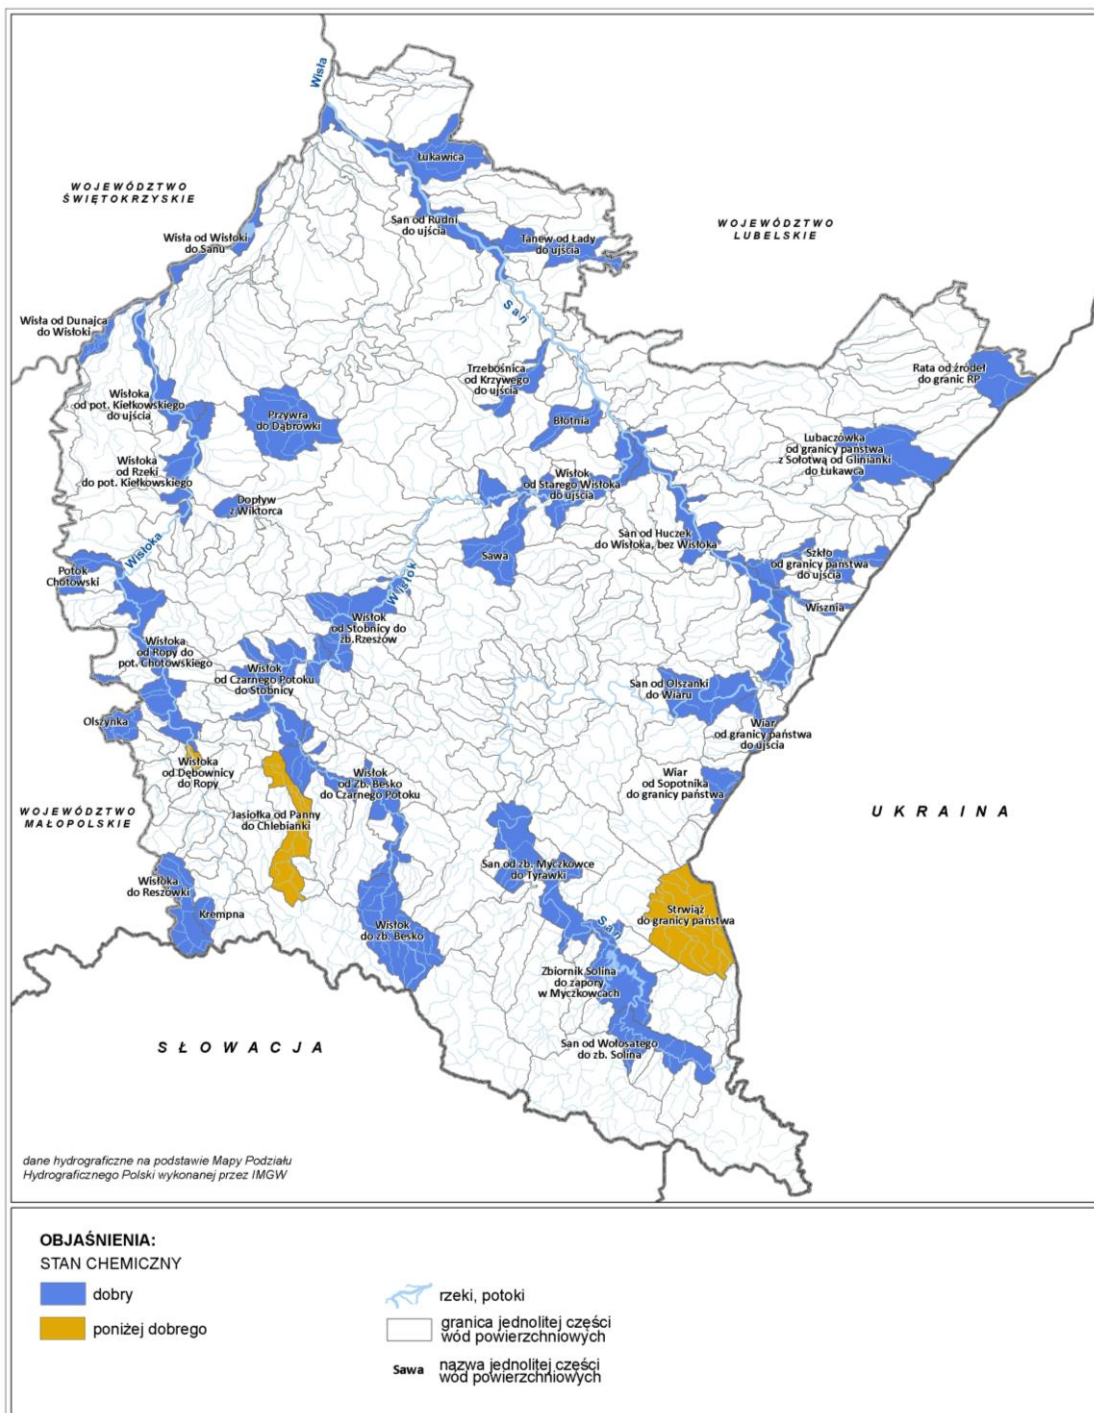 Wisła
Łukawica
WOJEWÓDZTWO
ŚWIĘTOKRZYSKIE
San od Rudni
do ujścia
WOJEWÓDZTWO
LUBELSKIE
Wisła od Wisłoki
do Sanu
Tanew od Łady
do ujścia
San
Wisła od Dunajca
do Wisłoki
Trzebośnica
od Krzywego
do ujścia
Rata od źródeł
do granic RP
Wisłoka
od pot. Kiełkowskiego
do ujścia
Przywra
do Dąbrówki
Błotnia
Lubaczówka
od granicy państwa
z Sołotwą od Glinianki
do Łukawca
Wisłoka
od Rzeki
do pot. Kiełkowskiego
Wisłok
od Starego Wisłoka
do ujścia
Dopływ
z Wiktorca
San od Huczek
do Wisłoka, bez Wisłoka
Wisłoka
Sawa
Szkło
od granicy państwa
do ujścia
Potok
Chotowski
Wisłok
Wisznia
Wisłok
od Stobnicy do
zb.Rzeszów
Wisłoka
od Ropy do
pot. Chotowskiego
Wisłok
od Czarnego Potoku
do Stobnicy
San od Olszanki
do Wiaru
Olszynka
Wiar
od granicy państwa
do ujścia
Wisłoka
od Dębownicy
do Ropy
Wisłok
od Zb. Besko
do Czarnego Potoku
Wiar
od Sopotnika
do granicy państwa
WOJEWÓDZTWO
MAŁOPOLSKIE
Jasiołka od Panny
do Chlebianki
UKRAINA
San od zb. Myczkowce
do Tyrawki
Wisłoka
do Reszówki
Krempna
Strwiąż
do granicy państwa
Wisłok
do zb. Besko
San
Zbiornik Solina
do zapory
w Myczkowcach
SŁOWACJA
San od Wołosatego
do zb. Solina
dane hydrograficzne na podstawie Mapy Podziału
Hydrograficznego Polski wykonanej przez IMGW
OBJAŚNIENIA:
STAN CHEMICZNY
dobry
poniżej dobrego
rzeki, potoki
granica jednolitej części
wód powierzchniowych
Sawa
nazwa jednolitej części
wód powierzchniowych